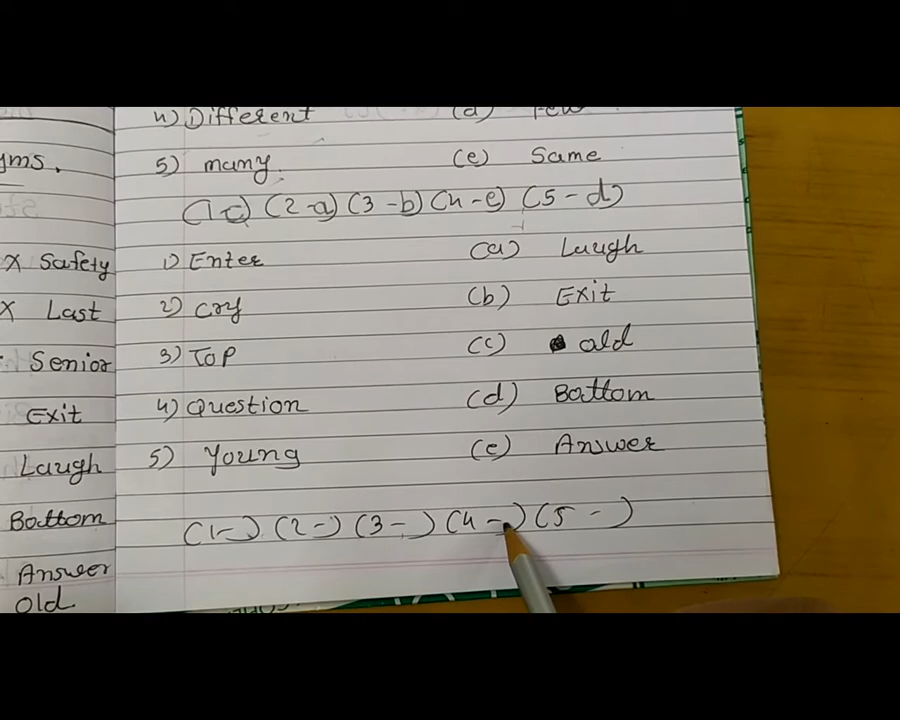 4) Different (d) Few
5) many. (e) Same
(1-c) (2-a) (3-b) (4-e) (5-d)
yms.
x Safety
x Last
Senior
Exit
Laugh
Bottom
Answer
Old
1) Enter (a) Laugh
2) Cry (b) Exit
3) Top (c) old
4) Question (d) Bottom
5) Young (e) Answer
(1-) (2-) (3-) (4-) (5-)